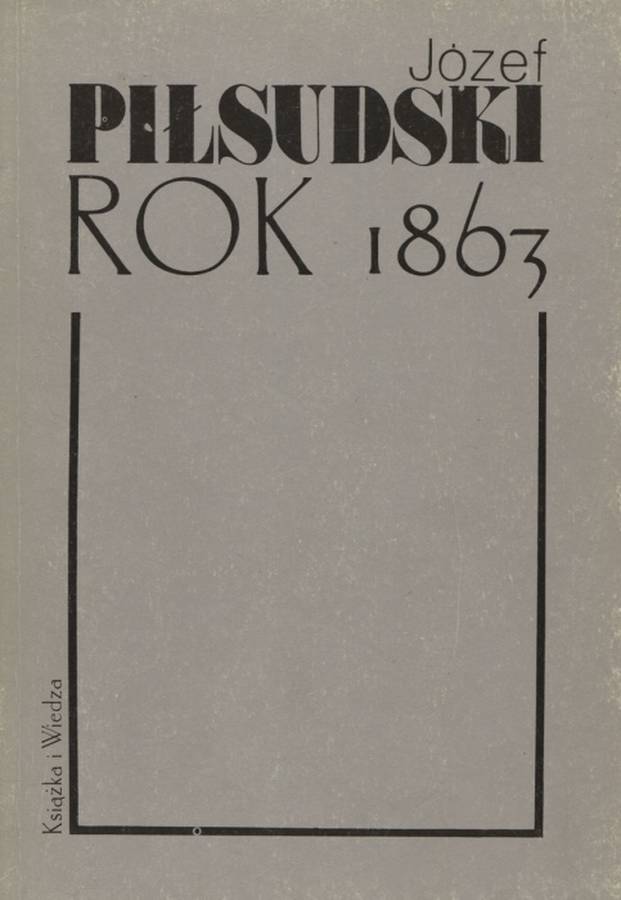 Józef
PIŁSUDSKI
ROK 1863
Książka i Wiedza